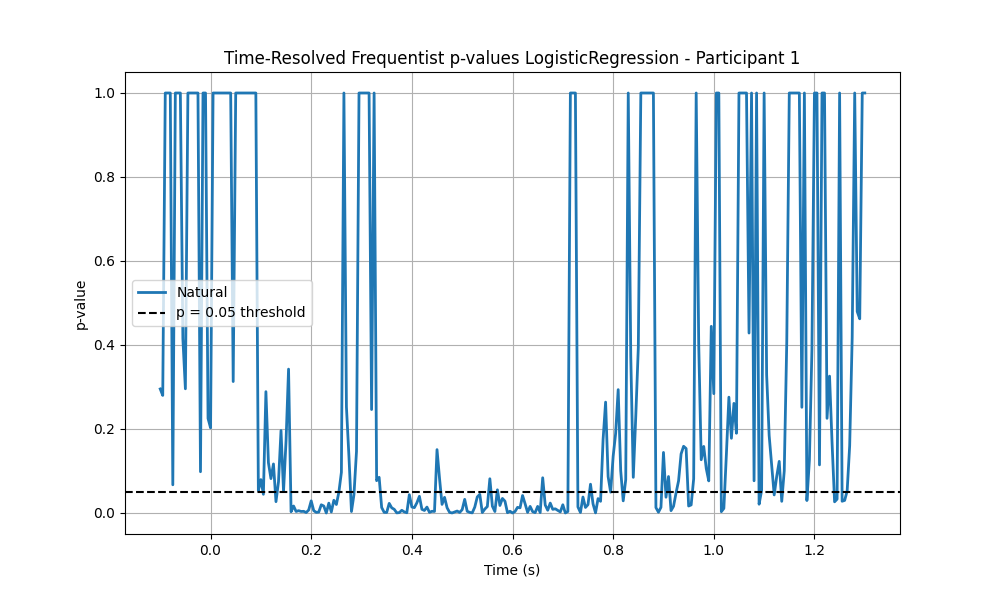 Time-Resolved Frequentist p-values LogisticRegression - Participant 1
1.0
0.8
0.6
0.4
0.2
0.0
p-value
Natural
p = 0.05 threshold
0.0 0.2 0.4 0.6 0.8 1.0 1.2
Time (s)